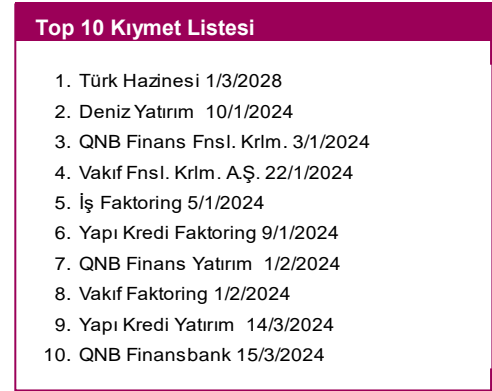 Top 10 Kıymet Listesi
1. Türk Hazinesi 1/3/2028
2. Deniz Yatırım 10/1/2024
3. QNB Finans Fnsl. Krlm. 3/1/2024
4. Vakıf Fnsl. Krlm. A.Ş. 22/1/2024
5. İş Faktoring 5/1/2024
6. Yapı Kredi Faktoring 9/1/2024
7. QNB Finans Yatırım 1/2/2024
8. Vakıf Faktoring 1/2/2024
9. Yapı Kredi Yatırım 14/3/2024
10. QNB Finansbank 15/3/2024